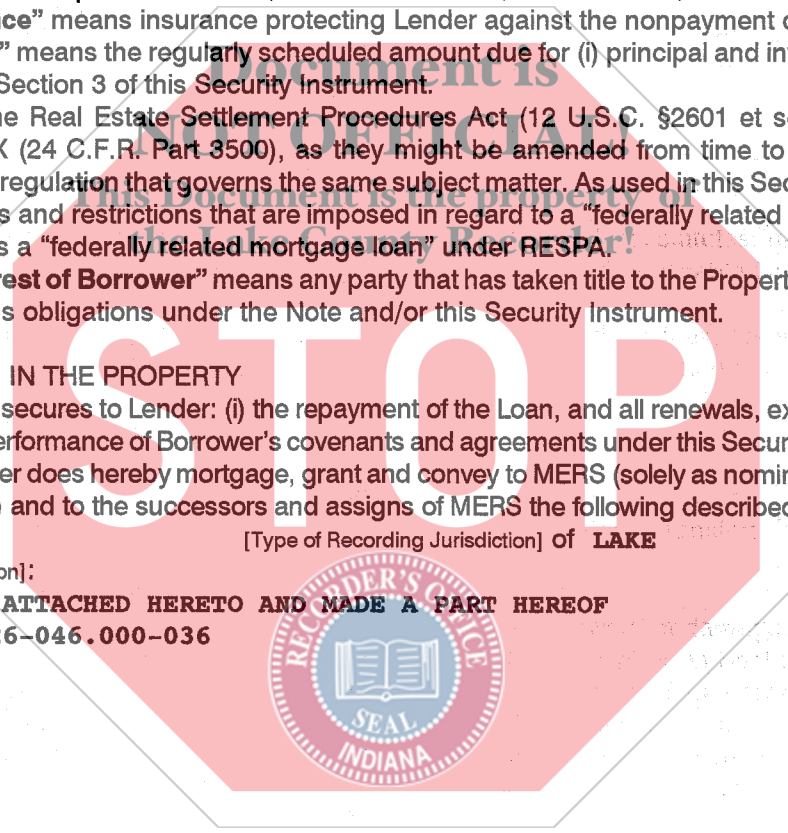 nce” means insurance protecting Lender against the nonpayment o
” means the regularly scheduled amount due for (i) principal and in
Section 3 of this Security Instrument.
ne Real Estate Settlement Procedures Act (12 U.S.C. §2601 et s
X (24 C.F.R. Part 3500), as they might be amended from time to
regulation that governs the same subject matter. As used in this Sec
s and restrictions that are imposed in regard to a “federally related
s a “federally related mortgage loan” under RESPA.
rest of Borrower” means any party that has taken title to the Propert
s obligations under the Note and/or this Security Instrument.
Document is
NOT OFFICIAL!
This Document is the property of
the Lake County Recorder!
STOP
IN THE PROPERTY
secures to Lender: (i) the repayment of the Loan, and all renewals, ex
erformance of Borrower’s covenants and agreements under this Secur
er does hereby mortgage, grant and convey to MERS (solely as nomin
and to the successors and assigns of MERS the following described
[Type of Recording Jurisdiction] of LAKE
on]:
ATTACHED HERETO AND MADE A PART HEREOF
26-046.000-036
RECORDER'S OFFICE
SEAL
INDIANA